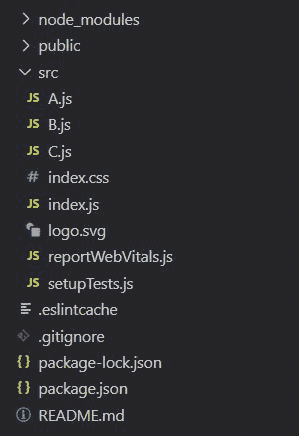 node_modules
public
src
JS A.js
JS B.js
JS C.js
# index.css
JS index.js
logo.svg
JS reportWebVitals.js
JS setupTests.js
.eslintcache
.gitignore
{} package-lock.json
{} package.json
README.md